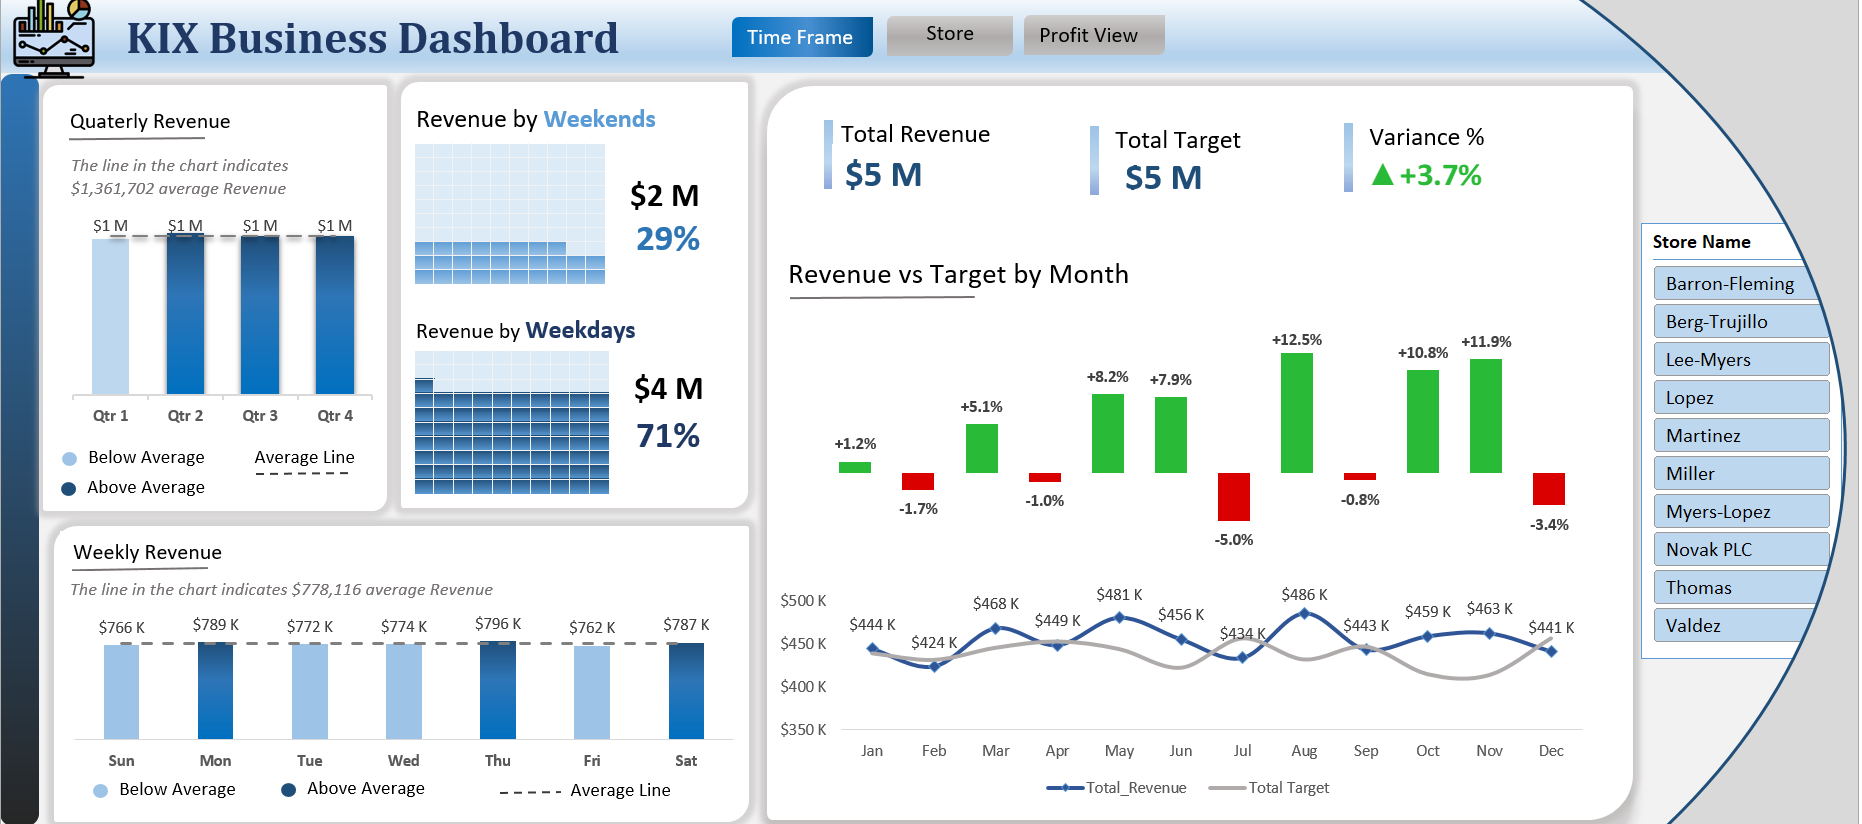 KIX Business Dashboard
Time Frame
Store
Profit View
Quaterly Revenue
The line in the chart indicates
$1,361,702 average Revenue
$1 M $1 M $1 M $1 M
Qtr 1 Qtr 2 Qtr 3 Qtr 4
Below Average
Average Line
Above Average
Revenue by Weekends
$2 M
29%
Revenue by Weekdays
$4 M
71%
Weekly Revenue
The line in the chart indicates $778,116 average Revenue
$766 K $789 K $772 K $774 K $796 K $762 K $787 K
Sun Mon Tue Wed Thu Fri Sat
Below Average Above Average Average Line
Total Revenue
$5 M
Total Target
$5 M
Variance %
▲+3.7%
Revenue vs Target by Month
+1.2% -1.7% +5.1% -1.0% +8.2% +7.9% -5.0% +12.5% -0.8% +10.8% +11.9% -3.4%
$500 K
$450 K
$400 K
$350 K
$444 K $424 K $468 K $449 K $481 K $456 K $434 K $486 K $443 K $459 K $463 K $441 K
Jan Feb Mar Apr May Jun Jul Aug Sep Oct Nov Dec
Total_Revenue Total Target
Store Name
Barron-Fleming
Berg-Trujillo
Lee-Myers
Lopez
Martinez
Miller
Myers-Lopez
Novak PLC
Thomas
Valdez